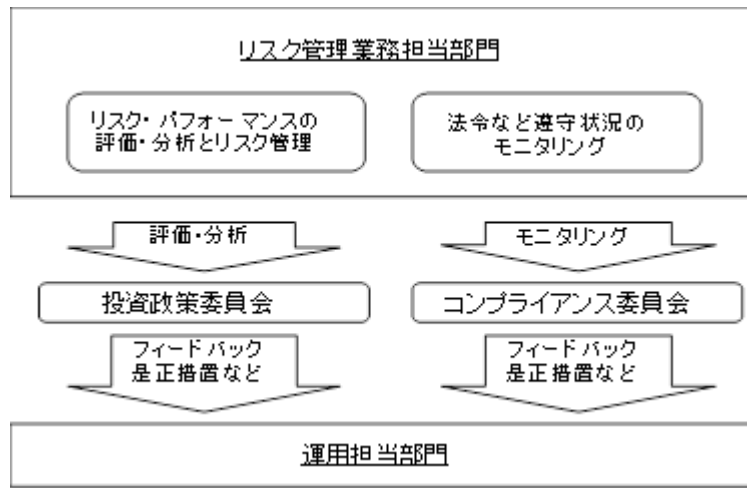 リスク管理業務担当部門
リスク・パフォーマンスの
評価・分析とリスク管理
法令など遵守状況の
モニタリング
評価・分析
モニタリング
投資政策委員会
コンプライアンス委員会
フィードバック
是正措置など
フィードバック
是正措置など
運用担当部門